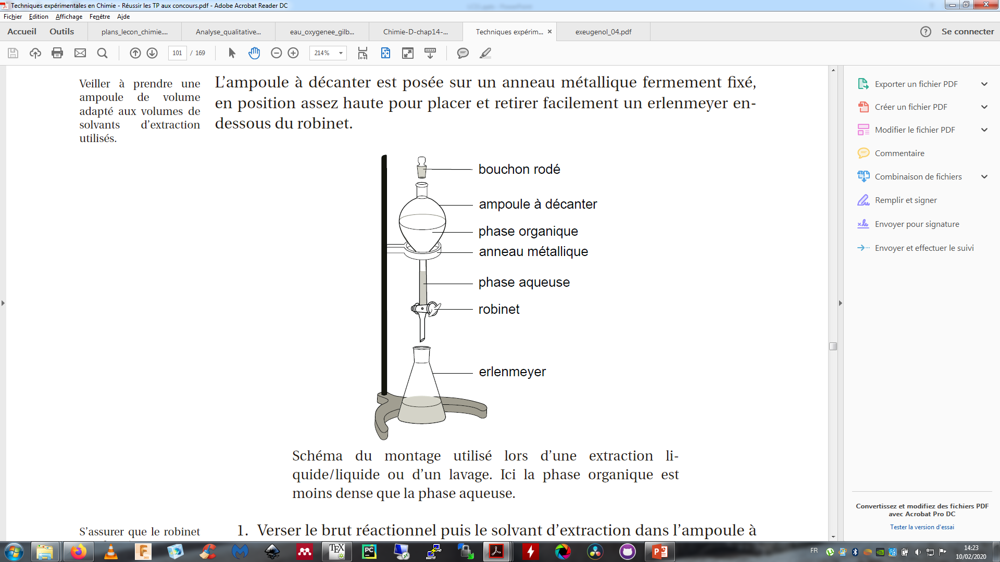 Techniques expérimentales en Chimie - Réussir les TP aux concours.pdf - Adobe Acrobat Reader DC
Fichier Edition Affichage Fenêtre Aide
Accueil Outils plans_lecon_chimie.... Analyse_qualitative... eau_oxygenee_gilb... Chimie-D-chap14-... Techniques expérim... × exeugenol_04.pdf ? Se connecter
101 / 169 214%
Veiller à prendre une
ampoule de volume
adapté aux volumes de
solvants d'extraction
utilisés.
L'ampoule à décanter est posée sur un anneau métallique fermement fixé,
en position assez haute pour placer et retirer facilement un erlenmeyer en-
dessous du robinet.
bouchon rodé
ampoule à décanter
phase organique
anneau métallique
phase aqueuse
robinet
erlenmeyer
Schéma du montage utilisé lors d'une extraction li-
quide/liquide ou d'un lavage. Ici la phase organique est
moins dense que la phase aqueuse.
S'assurer que le robinet
1. Verser le brut réactionnel puis le solvant d'extraction dans l'ampoule à
Exporter un fichier PDF
Créer un fichier PDF
Modifier le fichier PDF
Commentaire
Combinaison de fichiers
Remplir et signer
Envoyer pour signature
Envoyer et effectuer le suivi
Convertissez et modifiez des fichiers PDF
avec Acrobat Pro DC
Tester la version d'essai
FR
14:23
10/02/2020